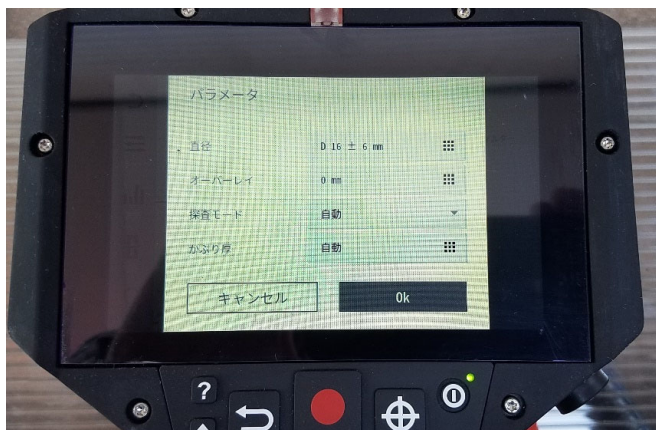 パラメータ
直径 D 16 ± 6 mm
オーバーレイ 0 mm
探査モード 自動
かぶり厚 自動
キャンセル Ok
?